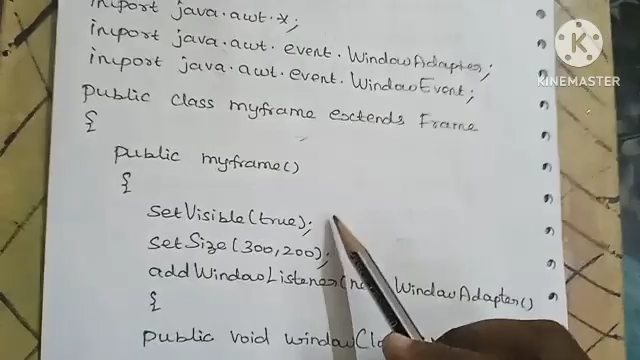 import java.awt.*;
import java.awt.event.WindowAdapter;
import java.awt.event.WindowEvent;
public class myframe extends Frame
{
public myframe()
{
setVisible(true);
setSize(300,200);
addWindowListener( WindowAdapter()
{
public void
KINEMASTER